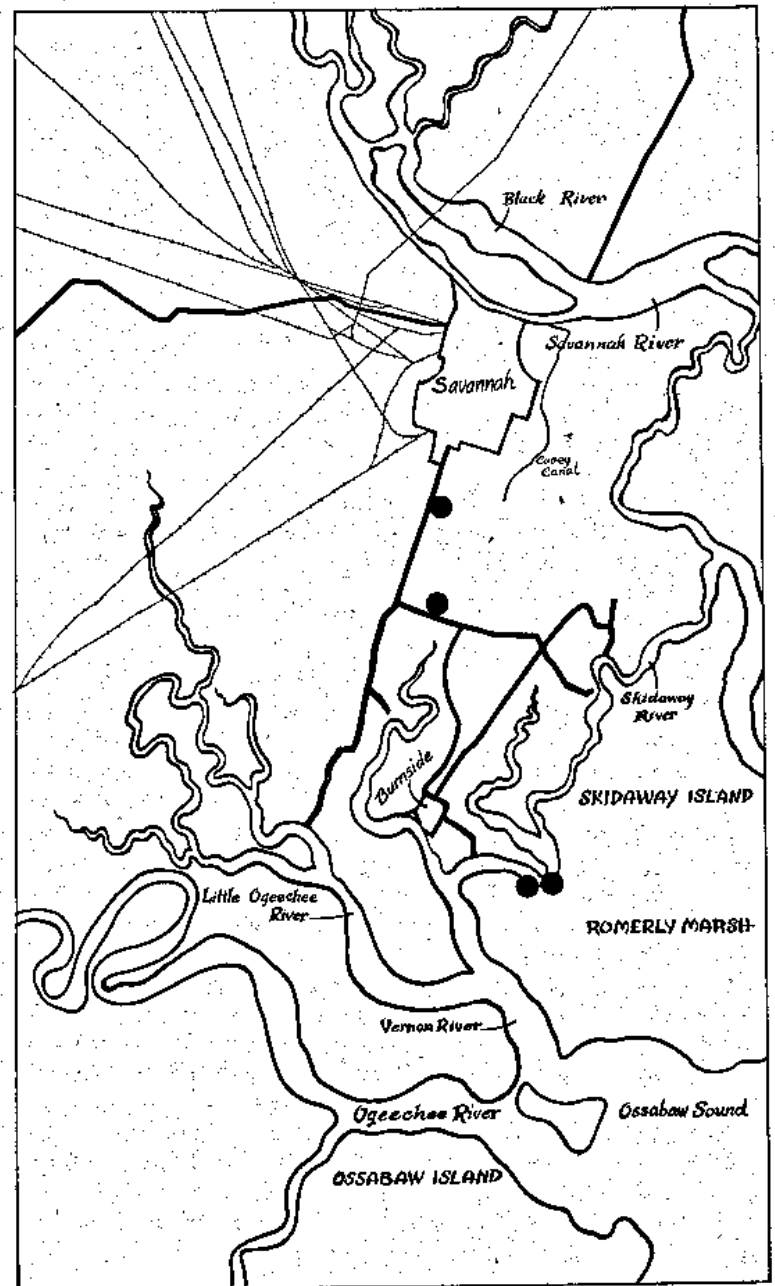 Black River
Savannah River
Savannah
Casey
Canal
Skidaway
River
Burnside
SKIDAWAY ISLAND
Little Ogeechee
River
ROMERLY MARSH
Vernon River
Ogeechee River
Ossabaw Sound
OSSABAW ISLAND